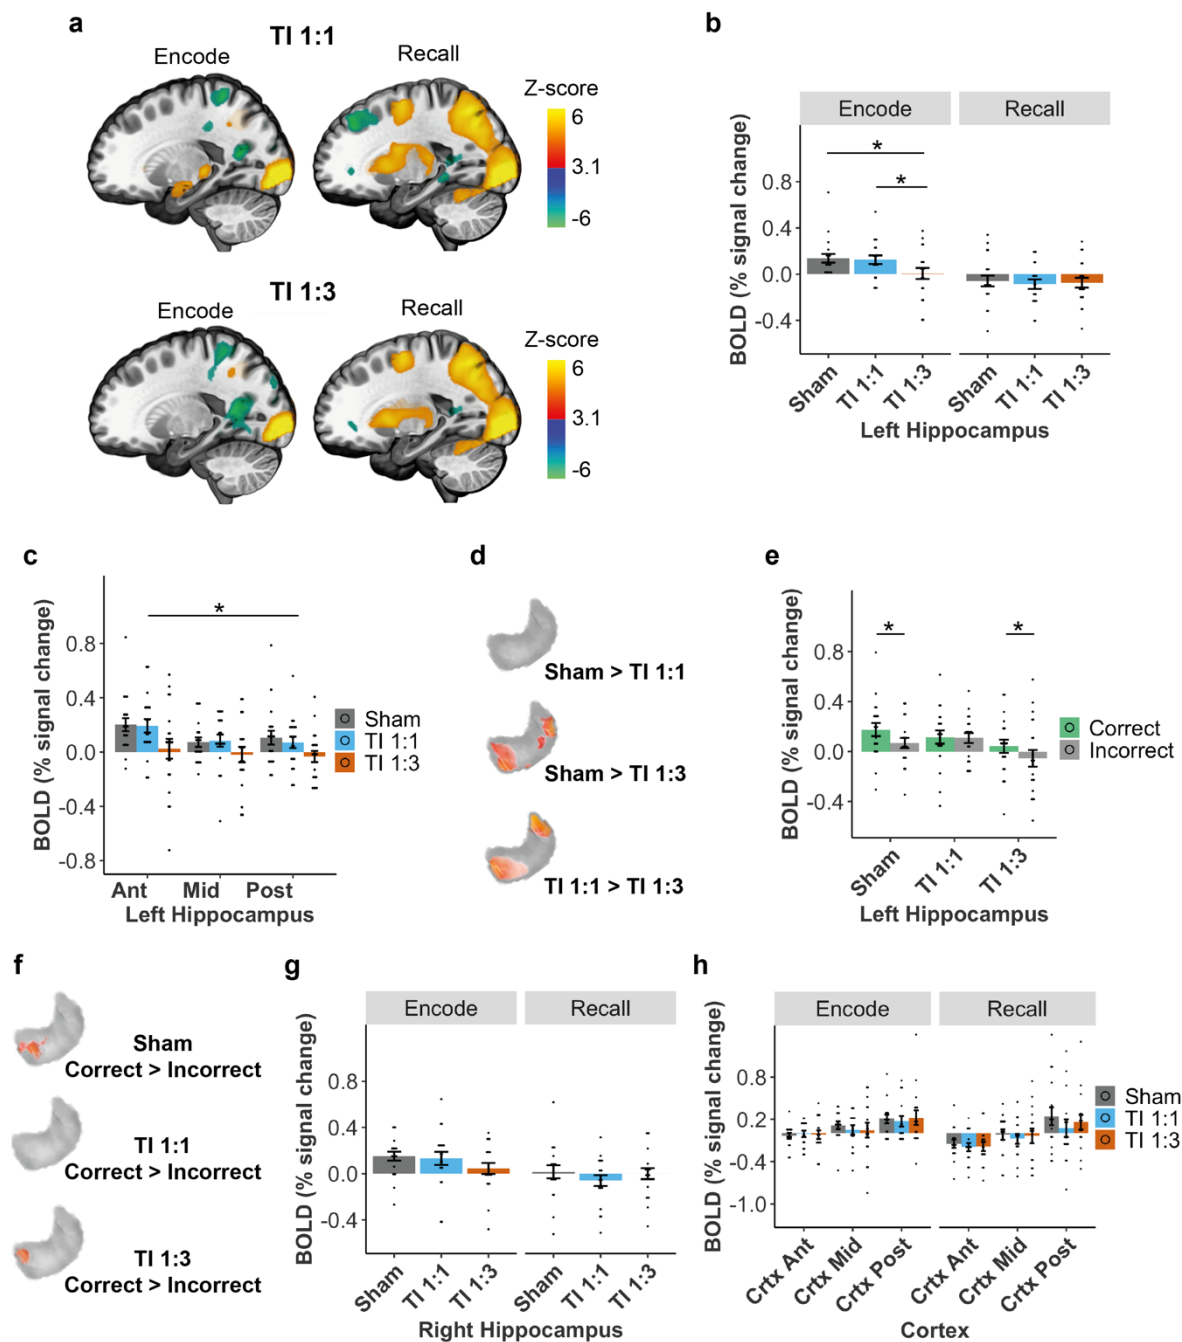 a
TI 1:1
Encode
Recall
Z-score
6
3.1
-6
TI 1:3
Encode
Recall
Z-score
6
3.1
-6
b
Encode
Recall
*
*
0.8
0.4
0.0
-0.4
BOLD (% signal change)
Sham
TI 1:1
TI 1:3
Sham
TI 1:1
TI 1:3
Left Hippocampus
c
*
0.8
0.4
0.0
-0.4
-0.8
BOLD (% signal change)
Ant
Mid
Post
Left Hippocampus
Sham
TI 1:1
TI 1:3
d
Sham > TI 1:1
Sham > TI 1:3
TI 1:1 > TI 1:3
e
*
*
0.8
0.4
0.0
-0.4
BOLD (% signal change)
Sham
TI 1:1
TI 1:3
Left Hippocampus
Correct
Incorrect
f
Sham
Correct > Incorrect
TI 1:1
Correct > Incorrect
TI 1:3
Correct > Incorrect
g
Encode
Recall
0.8
0.4
0.0
-0.4
BOLD (% signal change)
Sham
TI 1:1
TI 1:3
Sham
TI 1:1
TI 1:3
Right Hippocampus
h
Encode
Recall
0.8
0.2
-0.4
-1.0
BOLD (% signal change)
Crtx Ant
Crtx Mid
Crtx Post
Crtx Ant
Crtx Mid
Crtx Post
Cortex
Sham
TI 1:1
TI 1:3